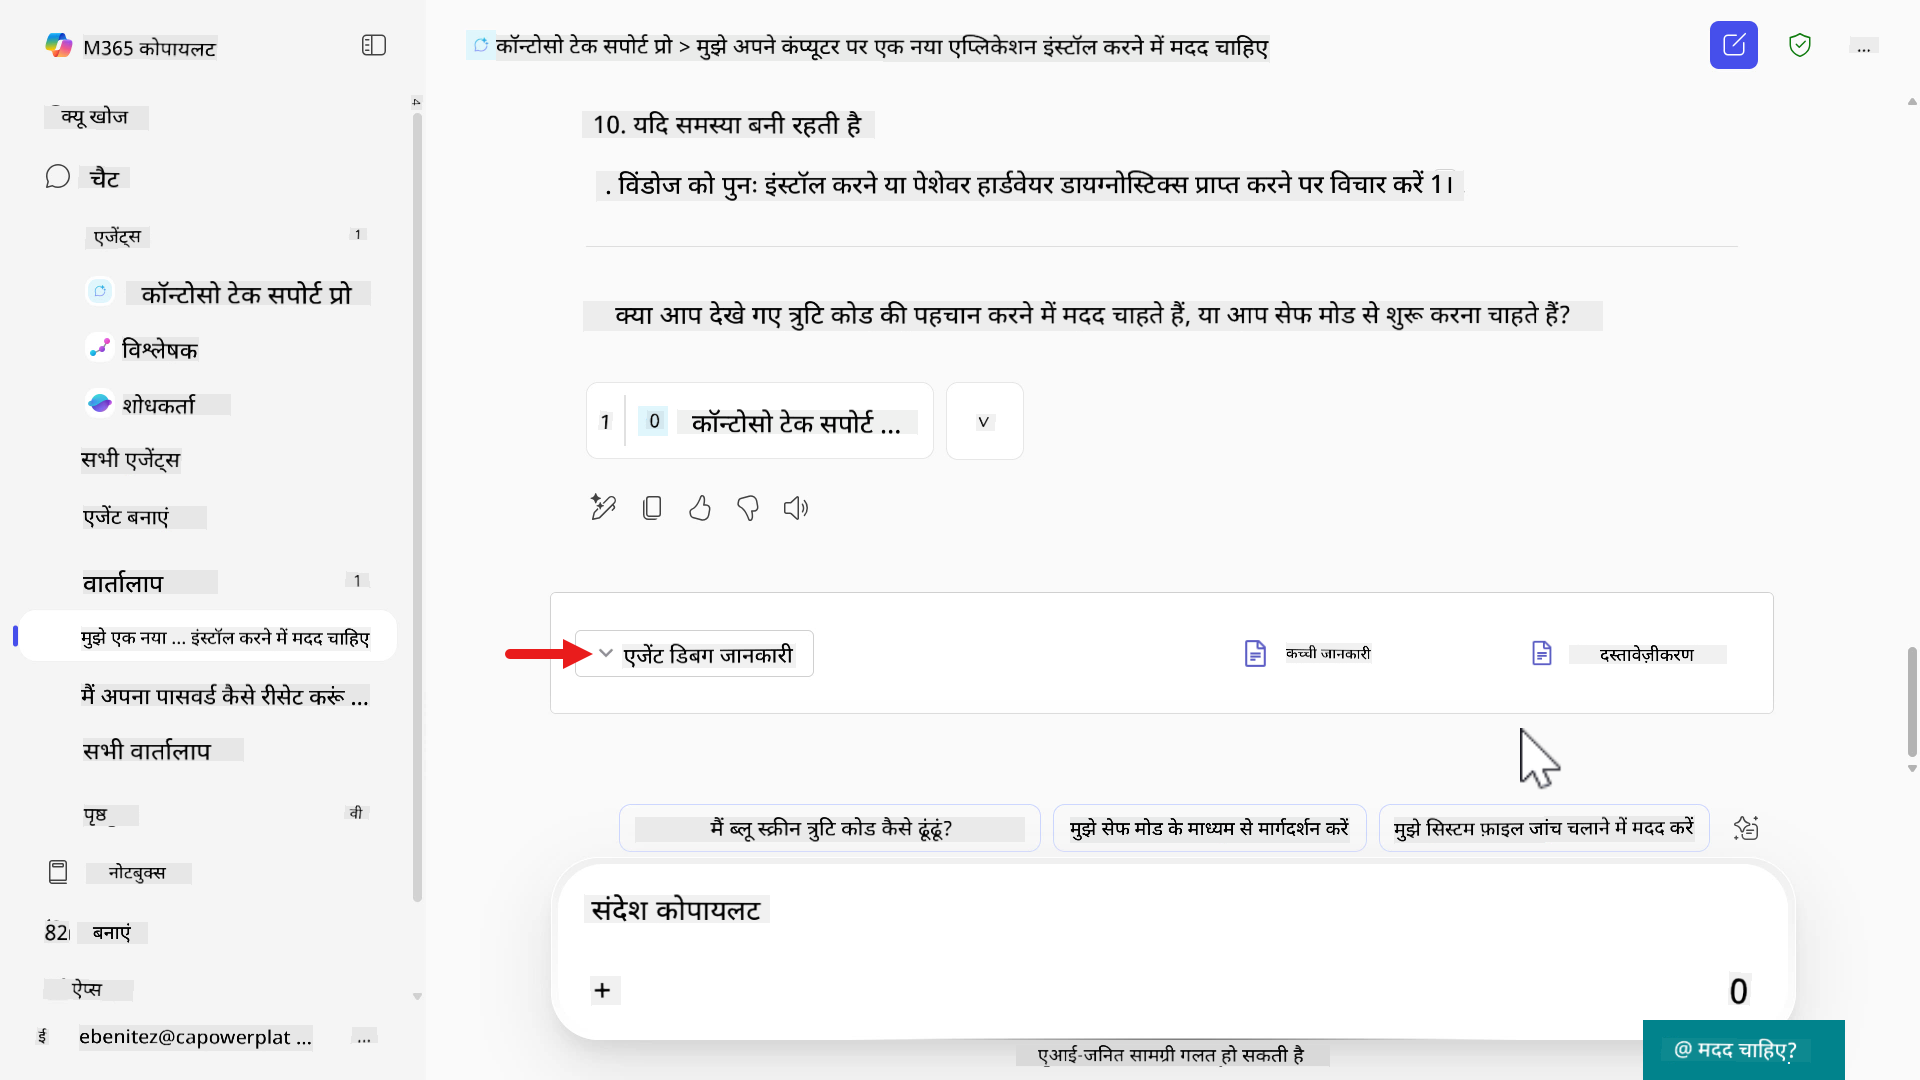 M365 कोपायलट
क्यू खोज
चैट
एजेंट्स 1
कॉन्टोसो टेक सपोर्ट प्रो
विश्लेषक
शोधकर्ता
सभी एजेंट्स
एजेंट बनाएं
वार्तालाप 1
मुझे एक नया ... इंस्टॉल करने में मदद चाहिए
मैं अपना पासवर्ड कैसे रीसेट करूं ...
सभी वार्तालाप
पृष्ठ वी
नोटबुक्स
82 बनाएं
ऐप्स
ई ebenitez@capowerplat ... ...
कॉन्टोसो टेक सपोर्ट प्रो > मुझे अपने कंप्यूटर पर एक नया एप्लिकेशन इंस्टॉल करने में मदद चाहिए ...
10. यदि समस्या बनी रहती है
. विंडोज को पुनः इंस्टॉल करने या पेशेवर हार्डवेयर डायग्नोस्टिक्स प्राप्त करने पर विचार करें 1।
क्या आप देखे गए त्रुटि कोड की पहचान करने में मदद चाहते हैं, या आप सेफ मोड से शुरू करना चाहते हैं?
1 0 कॉन्टोसो टेक सपोर्ट ... v
एजेंट डिबग जानकारी कच्ची जानकारी दस्तावेज़ीकरण
मैं ब्लू स्क्रीन त्रुटि कोड कैसे ढूंढूं? मुझे सेफ मोड के माध्यम से मार्गदर्शन करें मुझे सिस्टम फ़ाइल जांच चलाने में मदद करें
संदेश कोपायलट
+ 0
एआई-जनित सामग्री गलत हो सकती है
@ मदद चाहिए?